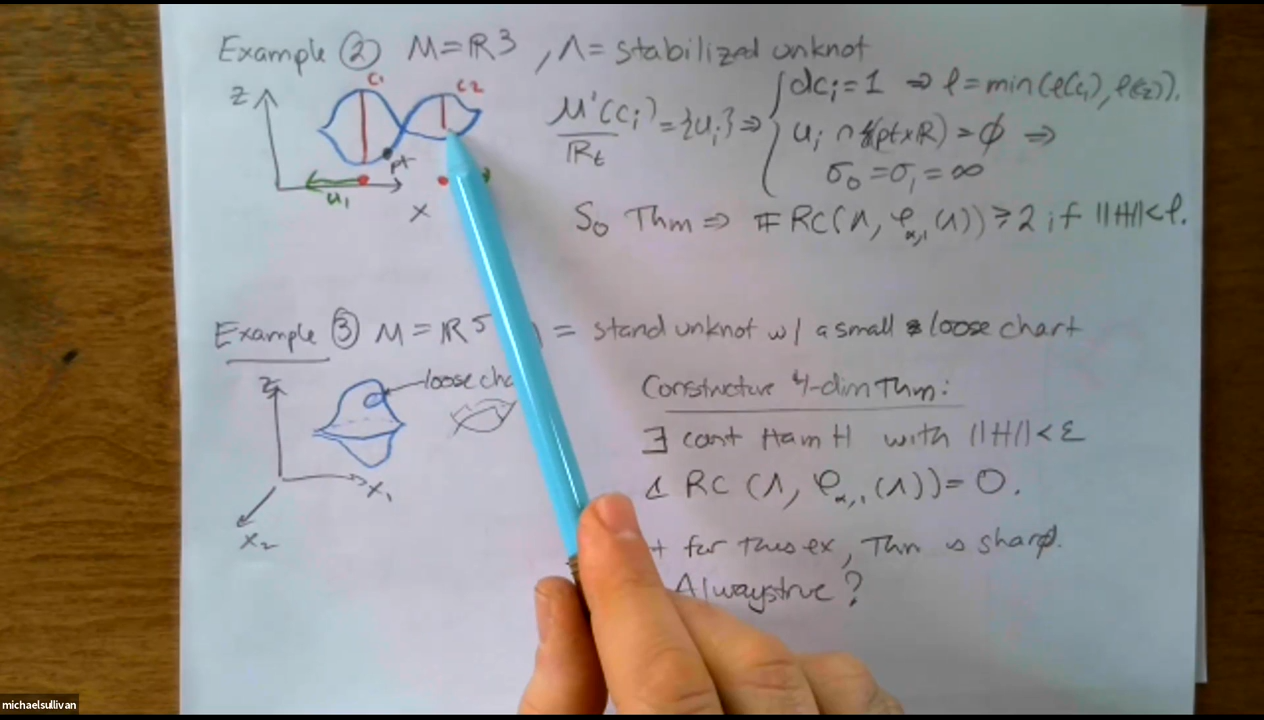 Example ② M=ℝ³, Λ = stabilized unknot
Z
C1
C2
pt
u₁
X
M¹(cᵢ)/ℝₜ = {uᵢ} ⇒
{ dcᵢ=1 ⇒ ℓ=min(ℓ(c₁), ℓ(c₂)).
uᵢ ∩ (pt×ℝ) = ∅ ⇒
σ₀=σ₁=∞
So Thm ⇒ # RC(Λ, φ_{α,1}(Λ)) ≥ 2 if ||H||<ℓ.
Example ③ M=ℝ⁵ = stand unknot w/ a small loose chart
Z
X₁
X₂
loose cha
Constructive 4-dim Thm:
∃ cont Ham H with ||H||<ε
& RC (Λ, φ_{α,1}(Λ)) = 0.
for this ex, Thm is sharp.
Always true?
michaelsullivan